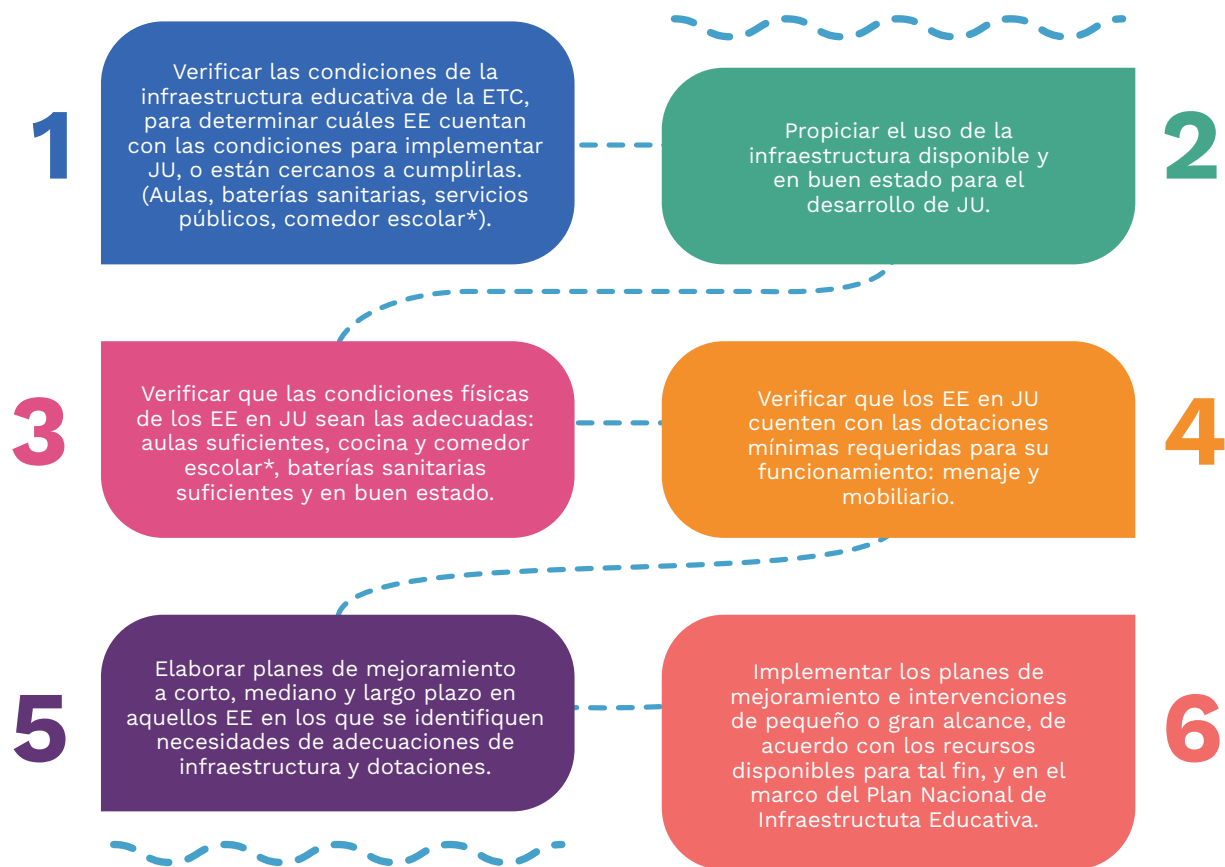 1
Verificar las condiciones de la
infraestructura educativa de la ETC,
para determinar cuáles EE cuentan
con las condiciones para implementar
JU, o están cercanos a cumplirlas.
(Aulas, baterías sanitarias, servicios
públicos, comedor escolar*).
2
Propiciar el uso de la
infraestructura disponible y
en buen estado para el
desarrollo de JU.
3
Verificar que las condiciones físicas
de los EE en JU sean las adecuadas:
aulas suficientes, cocina y comedor
escolar*, baterías sanitarias
suficientes y en buen estado.
4
Verificar que los EE en JU
cuenten con las dotaciones
mínimas requeridas para su
funcionamiento: menaje y
mobiliario.
5
Elaborar planes de mejoramiento
a corto, mediano y largo plazo en
aquellos EE en los que se identifiquen
necesidades de adecuaciones de
infraestructura y dotaciones.
6
Implementar los planes de
mejoramiento e intervenciones
de pequeño o gran alcance, de
acuerdo con los recursos
disponibles para tal fin, y en el
marco del Plan Nacional de
Infraestructuta Educativa.